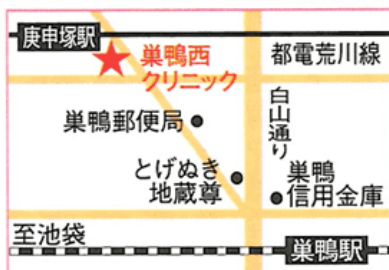 庚申塚駅
都電荒川線
巣鴨西
クリニック
白山通り
巣鴨郵便局
とげぬき
地蔵尊
巣鴨
信用金庫
至池袋
巣鴨駅